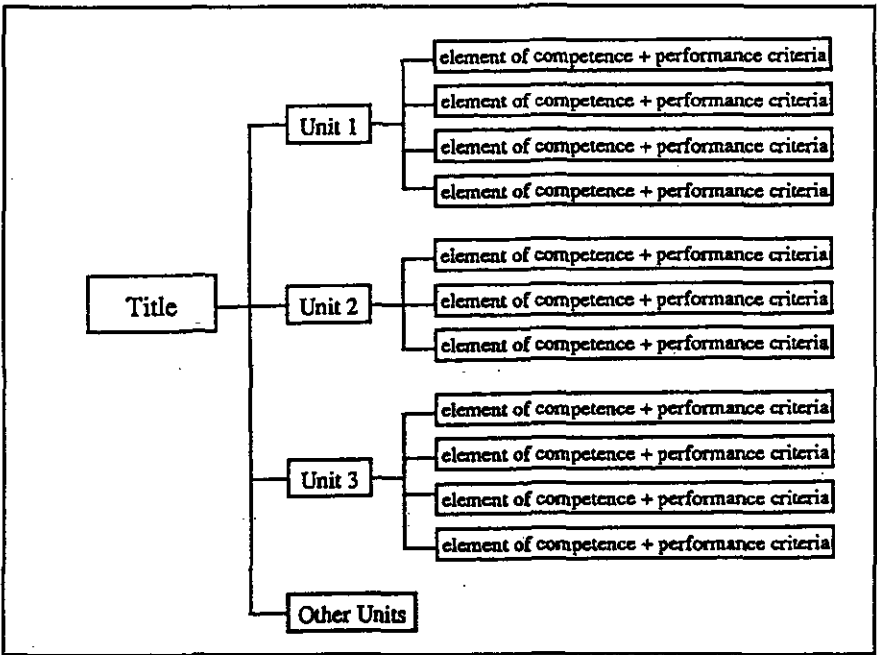 Title
Unit 1
element of competence + performance criteria
element of competence + performance criteria
element of competence + performance criteria
element of competence + performance criteria
Unit 2
element of competence + performance criteria
element of competence + performance criteria
element of competence + performance criteria
Unit 3
element of competence + performance criteria
element of competence + performance criteria
element of competence + performance criteria
element of competence + performance criteria
Other Units